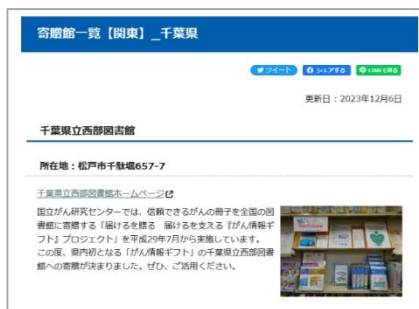 寄贈館一覧【関東】_千葉県
ツイート シェアする LINEで送る
更新日：2023年12月6日
千葉県立西部図書館
所在地：松戸市千駄堀657-7
千葉県立西部図書館ホームページ
国立がん研究センターでは、信頼できるがんの冊子を全国の図
書館に寄贈する「届けるを贈る　届けるを支える『がん情報ギ
フト』プロジェクト」を平成29年7月から実施しています。
この度、県内初となる「がん情報ギフト」の千葉県立西部図書
館への寄贈が決まりました。ぜひ、ご活用ください。